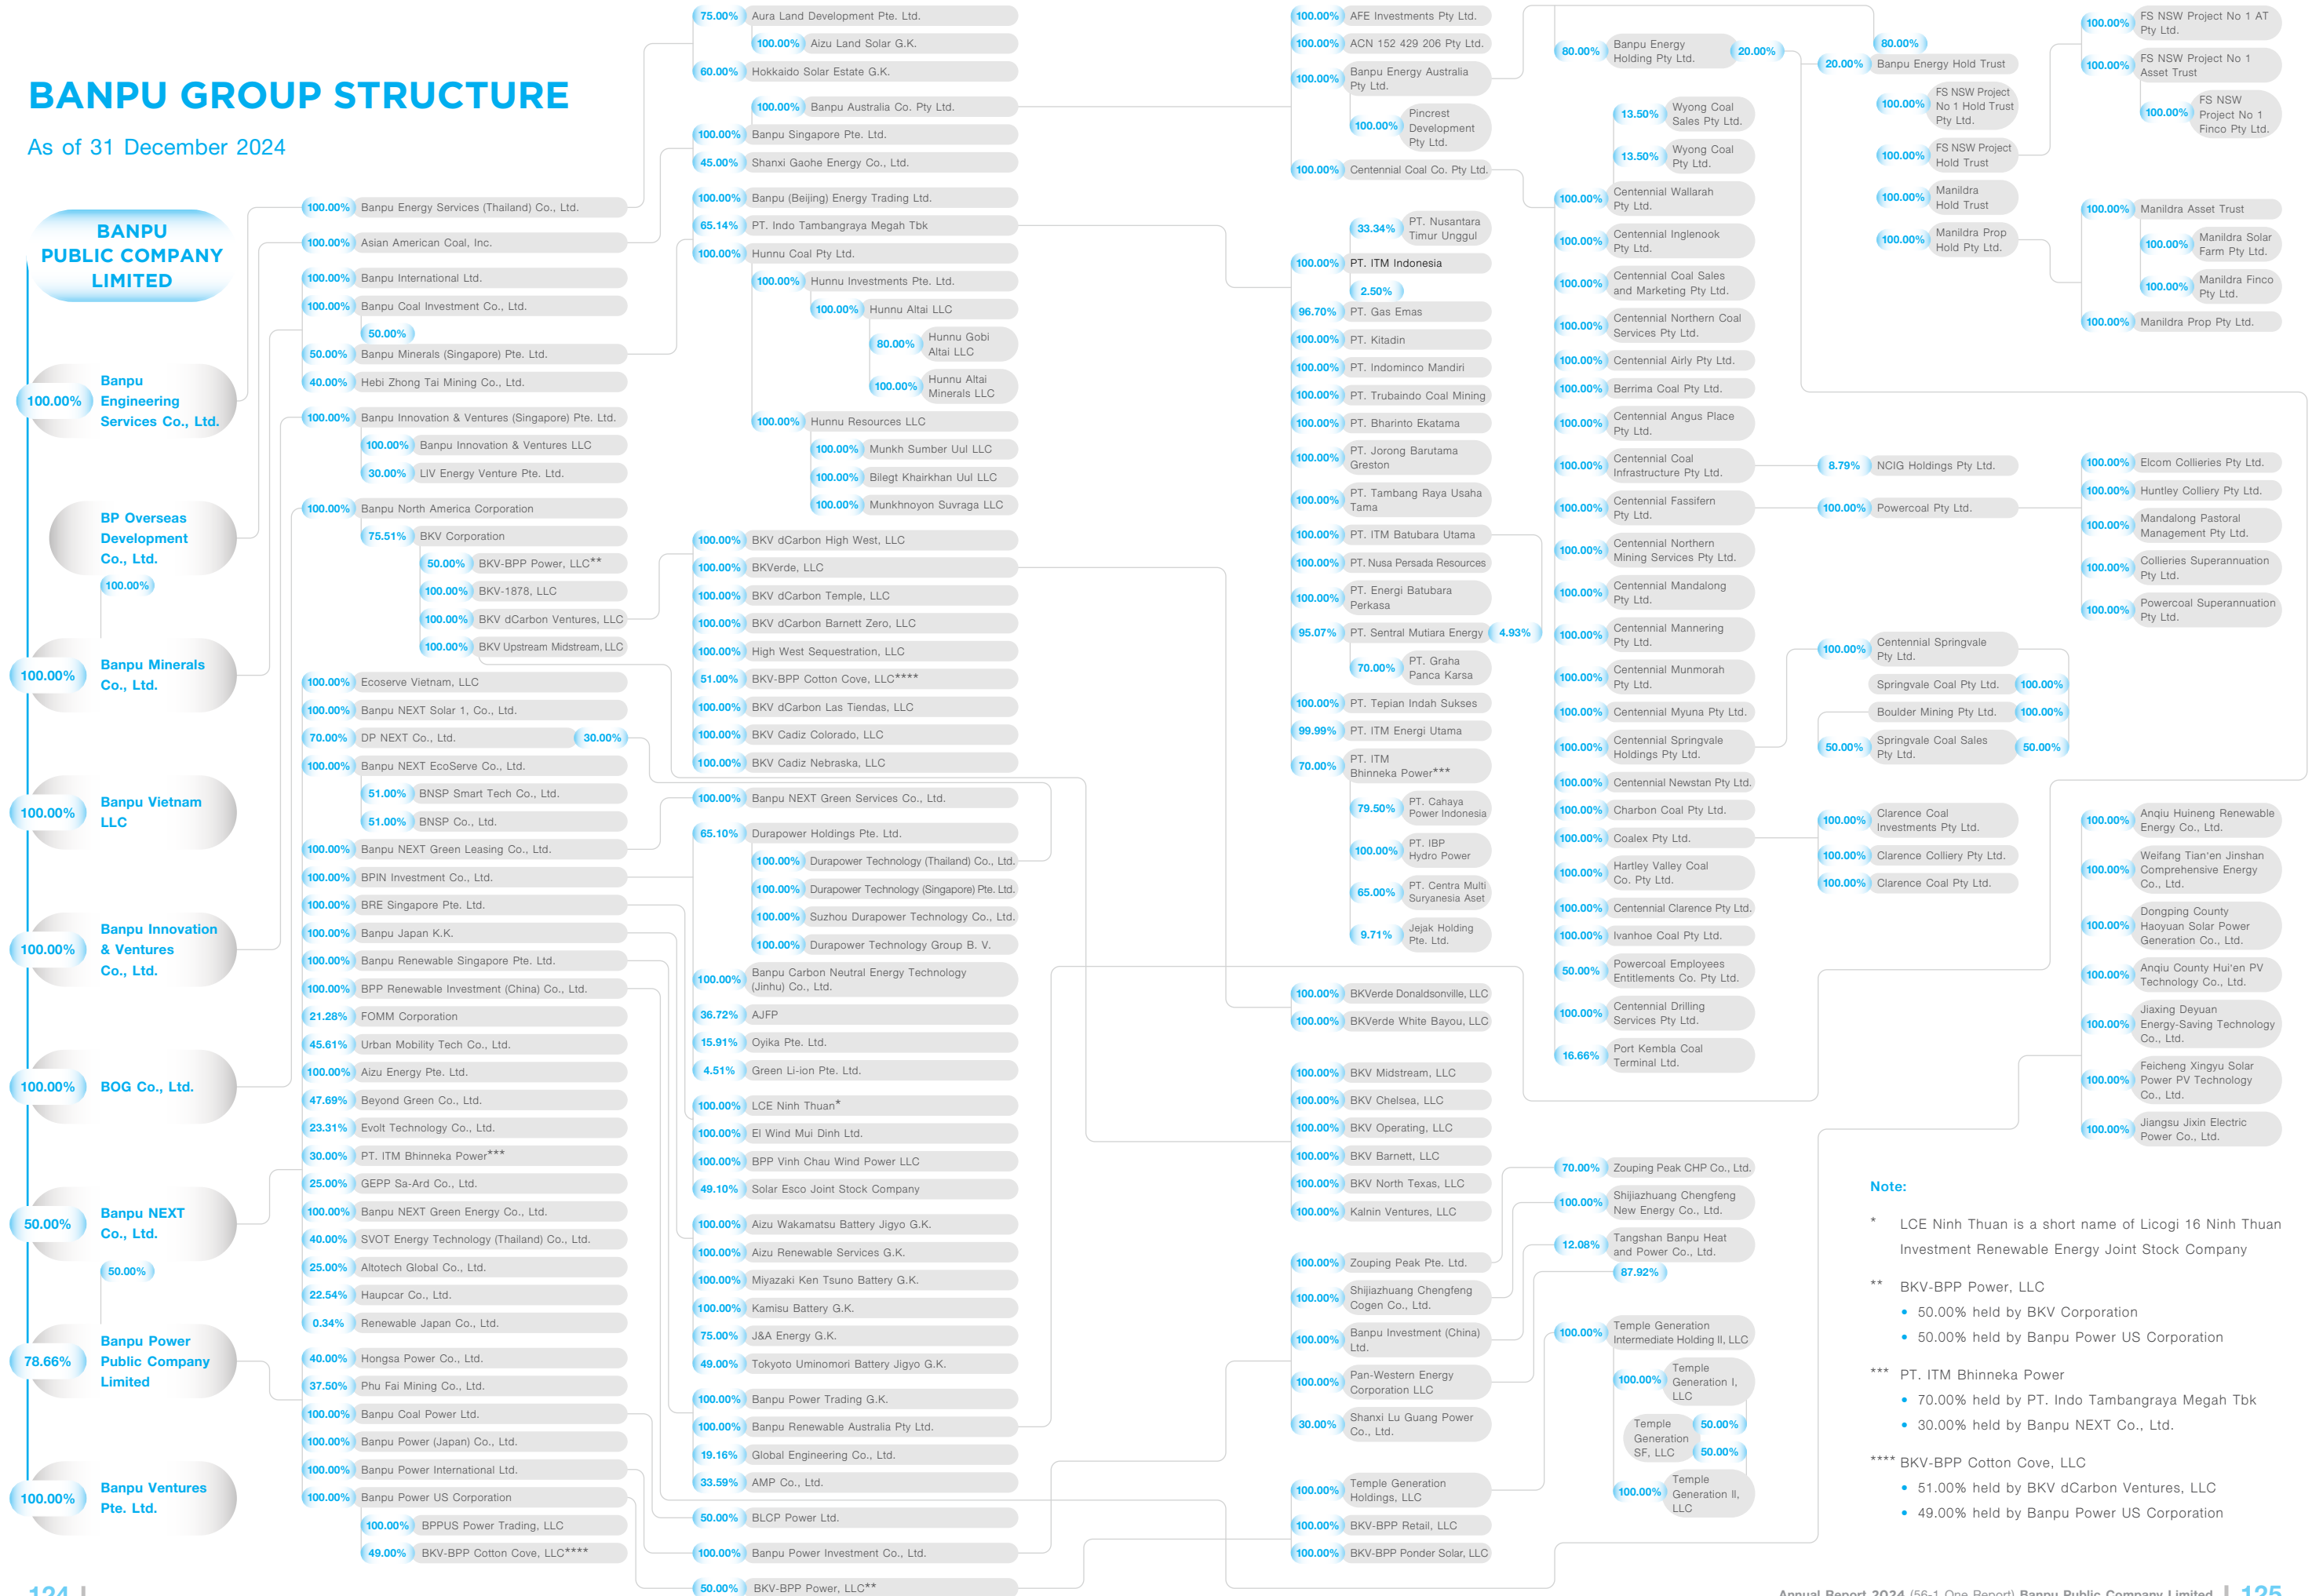 BANPU GROUP STRUCTURE
As of 31 December 2024
BANPU
PUBLIC COMPANY
LIMITED
100.00%
Banpu
Engineering
Services Co., Ltd.
BP Overseas
Development
Co., Ltd.
100.00%
100.00%
Banpu Minerals
Co., Ltd.
100.00%
Banpu Vietnam
LLC
100.00%
Banpu Innovation
& Ventures
Co., Ltd.
100.00% BOG Co., Ltd.
50.00%
Banpu NEXT
Co., Ltd.
50.00%
78.66%
Banpu Power
Public Company
Limited
100.00%
Banpu Ventures
Pte. Ltd.
100.00% Banpu Energy Services (Thailand) Co., Ltd.
100.00% Asian American Coal, Inc.
100.00% Banpu International Ltd.
100.00% Banpu Coal Investment Co., Ltd.
50.00%
50.00% Banpu Minerals (Singapore) Pte. Ltd.
40.00% Hebi Zhong Tai Mining Co., Ltd.
100.00% Banpu Innovation & Ventures (Singapore) Pte. Ltd.
100.00% Banpu Innovation & Ventures LLC
30.00% LIV Energy Venture Pte. Ltd.
100.00% Banpu North America Corporation
75.51% BKV Corporation
50.00% BKV-BPP Power, LLC**
100.00% BKV-1878, LLC
100.00% BKV dCarbon Ventures, LLC
100.00% BKV Upstream Midstream, LLC
100.00% Ecoserve Vietnam, LLC
100.00% Banpu NEXT Solar 1, Co., Ltd.
70.00% DP NEXT Co., Ltd. 30.00%
100.00% Banpu NEXT EcoServe Co., Ltd.
51.00% BNSP Smart Tech Co., Ltd.
51.00% BNSP Co., Ltd.
100.00% Banpu NEXT Green Leasing Co., Ltd.
100.00% BPIN Investment Co., Ltd.
100.00% BRE Singapore Pte. Ltd.
100.00% Banpu Japan K.K.
100.00% Banpu Renewable Singapore Pte. Ltd.
100.00% BPP Renewable Investment (China) Co., Ltd.
21.28% FOMM Corporation
45.61% Urban Mobility Tech Co., Ltd.
100.00% Aizu Energy Pte. Ltd.
47.69% Beyond Green Co., Ltd.
23.31% Evolt Technology Co., Ltd.
30.00% PT. ITM Bhinneka Power***
25.00% GEPP Sa-Ard Co., Ltd.
100.00% Banpu NEXT Green Energy Co., Ltd.
40.00% SVOT Energy Technology (Thailand) Co., Ltd.
25.00% Altotech Global Co., Ltd.
22.54% Haupcar Co., Ltd.
0.34% Renewable Japan Co., Ltd.
40.00% Hongsa Power Co., Ltd.
37.50% Phu Fai Mining Co., Ltd.
100.00% Banpu Coal Power Ltd.
100.00% Banpu Power (Japan) Co., Ltd.
100.00% Banpu Power International Ltd.
100.00% Banpu Power US Corporation
100.00% BPPUS Power Trading, LLC
49.00% BKV-BPP Cotton Cove, LLC****
75.00% Aura Land Development Pte. Ltd.
100.00% Aizu Land Solar G.K.
60.00% Hokkaido Solar Estate G.K.
100.00% Banpu Australia Co. Pty Ltd.
100.00% Banpu Singapore Pte. Ltd.
45.00% Shanxi Gaohe Energy Co., Ltd.
100.00% Banpu (Beijing) Energy Trading Ltd.
65.14% PT. Indo Tambangraya Megah Tbk
100.00% Hunnu Coal Pty Ltd.
100.00% Hunnu Investments Pte. Ltd.
100.00% Hunnu Altai LLC
80.00%
Hunnu Gobi
Altai LLC
100.00%
Hunnu Altai
Minerals LLC
100.00% Hunnu Resources LLC
100.00% Munkh Sumber Uul LLC
100.00% Bilegt Khairkhan Uul LLC
100.00% Munkhnoyon Suvraga LLC
100.00% BKV dCarbon High West, LLC
100.00% BKVerde, LLC
100.00% BKV dCarbon Temple, LLC
100.00% BKV dCarbon Barnett Zero, LLC
100.00% High West Sequestration, LLC
51.00% BKV-BPP Cotton Cove, LLC****
100.00% BKV dCarbon Las Tiendas, LLC
100.00% BKV Cadiz Colorado, LLC
100.00% BKV Cadiz Nebraska, LLC
100.00% Banpu NEXT Green Services Co., Ltd.
65.10% Durapower Holdings Pte. Ltd.
100.00% Durapower Technology (Thailand) Co., Ltd.
100.00% Durapower Technology (Singapore) Pte. Ltd.
100.00% Suzhou Durapower Technology Co., Ltd.
100.00% Durapower Technology Group B. V.
100.00%
Banpu Carbon Neutral Energy Technology
(Jinhu) Co., Ltd.
36.72% AJFP
15.91% Oyika Pte. Ltd.
4.51% Green Li-ion Pte. Ltd.
100.00% LCE Ninh Thuan*
100.00% El Wind Mui Dinh Ltd.
100.00% BPP Vinh Chau Wind Power LLC
49.10% Solar Esco Joint Stock Company
100.00% Aizu Wakamatsu Battery Jigyo G.K.
100.00% Aizu Renewable Services G.K.
100.00% Miyazaki Ken Tsuno Battery G.K.
100.00% Kamisu Battery G.K.
75.00% J&A Energy G.K.
49.00% Tokyoto Uminomori Battery Jigyo G.K.
100.00% Banpu Power Trading G.K.
100.00% Banpu Renewable Australia Pty Ltd.
19.16% Global Engineering Co., Ltd.
33.59% AMP Co., Ltd.
50.00% BLCP Power Ltd.
100.00% Banpu Power Investment Co., Ltd.
50.00% BKV-BPP Power, LLC**
100.00% AFE Investments Pty Ltd.
100.00% ACN 152 429 206 Pty Ltd.
100.00%
Banpu Energy Australia
Pty Ltd.
100.00%
Pincrest
Development
Pty Ltd.
100.00% Centennial Coal Co. Pty Ltd.
33.34%
PT. Nusantara
Timur Unggul
100.00% PT. ITM Indonesia
2.50%
96.70% PT. Gas Emas
100.00% PT. Kitadin
100.00% PT. Indominco Mandiri
100.00% PT. Trubaindo Coal Mining
100.00% PT. Bharinto Ekatama
100.00%
PT. Jorong Barutama
Greston
100.00%
PT. Tambang Raya Usaha
Tama
100.00% PT. ITM Batubara Utama
100.00% PT. Nusa Persada Resources
100.00%
PT. Energi Batubara
Perkasa
95.07% PT. Sentral Mutiara Energy 4.93%
70.00%
PT. Graha
Panca Karsa
100.00% PT. Tepian Indah Sukses
99.99% PT. ITM Energi Utama
70.00%
PT. ITM
Bhinneka Power***
79.50%
PT. Cahaya
Power Indonesia
100.00%
PT. IBP
Hydro Power
65.00%
PT. Centra Multi
Suryanesia Aset
9.71%
Jejak Holding
Pte. Ltd.
100.00% BKVerde Donaldsonville, LLC
100.00% BKVerde White Bayou, LLC
100.00% BKV Midstream, LLC
100.00% BKV Chelsea, LLC
100.00% BKV Operating, LLC
100.00% BKV Barnett, LLC
100.00% BKV North Texas, LLC
100.00% Kalnin Ventures, LLC
100.00% Zouping Peak Pte. Ltd.
100.00%
Shijiazhuang Chengfeng
Cogen Co., Ltd.
100.00%
Banpu Investment (China)
Ltd.
100.00%
Pan-Western Energy
Corporation LLC
30.00%
Shanxi Lu Guang Power
Co., Ltd.
100.00%
Temple Generation
Holdings, LLC
100.00% BKV-BPP Retail, LLC
100.00% BKV-BPP Ponder Solar, LLC
80.00%
Banpu Energy
Holding Pty Ltd.
20.00%
13.50%
Wyong Coal
Sales Pty Ltd.
13.50%
Wyong Coal
Pty Ltd.
100.00%
Centennial Wallarah
Pty Ltd.
100.00%
Centennial Inglenook
Pty Ltd.
100.00%
Centennial Coal Sales
and Marketing Pty Ltd.
100.00%
Centennial Northern Coal
Services Pty Ltd.
100.00% Centennial Airly Pty Ltd.
100.00% Berrima Coal Pty Ltd.
100.00%
Centennial Angus Place
Pty Ltd.
100.00%
Centennial Coal
Infrastructure Pty Ltd.
100.00%
Centennial Fassifern
Pty Ltd.
100.00%
Centennial Northern
Mining Services Pty Ltd.
100.00%
Centennial Mandalong
Pty Ltd.
100.00%
Centennial Mannering
Pty Ltd.
100.00%
Centennial Munmorah
Pty Ltd.
100.00% Centennial Myuna Pty Ltd.
100.00%
Centennial Springvale
Holdings Pty Ltd.
100.00% Centennial Newstan Pty Ltd.
100.00% Charbon Coal Pty Ltd.
100.00% Coalex Pty Ltd.
100.00%
Hartley Valley Coal
Co. Pty Ltd.
100.00% Centennial Clarence Pty Ltd.
100.00% Ivanhoe Coal Pty Ltd.
50.00%
Powercoal Employees
Entitlements Co. Pty Ltd.
100.00%
Centennial Drilling
Services Pty Ltd.
16.66%
Port Kembla Coal
Terminal Ltd.
70.00% Zouping Peak CHP Co., Ltd.
100.00%
Shijiazhuang Chengfeng
New Energy Co., Ltd.
12.08%
Tangshan Banpu Heat
and Power Co., Ltd.
87.92%
100.00%
Temple Generation
Intermediate Holding II, LLC
100.00%
Temple
Generation I,
LLC
Temple
Generation
SF, LLC
50.00%
50.00%
100.00%
Temple
Generation II,
LLC
80.00%
20.00% Banpu Energy Hold Trust
100.00%
FS NSW Project
No 1 Hold Trust
Pty Ltd.
100.00%
FS NSW Project
Hold Trust
100.00%
Manildra
Hold Trust
100.00%
Manildra Prop
Hold Pty Ltd.
8.79% NCIG Holdings Pty Ltd.
100.00% Powercoal Pty Ltd.
100.00%
Centennial Springvale
Pty Ltd.
Springvale Coal Pty Ltd. 100.00%
Boulder Mining Pty Ltd. 100.00%
50.00%
Springvale Coal Sales
Pty Ltd.
50.00%
100.00%
Clarence Coal
Investments Pty Ltd.
100.00% Clarence Colliery Pty Ltd.
100.00% Clarence Coal Pty Ltd.
100.00%
FS NSW Project No 1 AT
Pty Ltd.
100.00%
FS NSW Project No 1
Asset Trust
100.00%
FS NSW
Project No 1
Finco Pty Ltd.
100.00% Manildra Asset Trust
100.00%
Manildra Solar
Farm Pty Ltd.
100.00%
Manildra Finco
Pty Ltd.
100.00% Manildra Prop Pty Ltd.
100.00% Elcom Collieries Pty Ltd.
100.00% Huntley Colliery Pty Ltd.
100.00%
Mandalong Pastoral
Management Pty Ltd.
100.00%
Collieries Superannuation
Pty Ltd.
100.00%
Powercoal Superannuation
Pty Ltd.
100.00%
Anqiu Huineng Renewable
Energy Co., Ltd.
100.00%
Weifang Tian'en Jinshan
Comprehensive Energy
Co., Ltd.
100.00%
Dongping County
Haoyuan Solar Power
Generation Co., Ltd.
100.00%
Anqiu County Hui'en PV
Technology Co., Ltd.
100.00%
Jiaxing Deyuan
Energy-Saving Technology
Co., Ltd.
100.00%
Feicheng Xingyu Solar
Power PV Technology
Co., Ltd.
100.00%
Jiangsu Jixin Electric
Power Co., Ltd.
Note:
* LCE Ninh Thuan is a short name of Licogi 16 Ninh Thuan
Investment Renewable Energy Joint Stock Company
** BKV-BPP Power, LLC
• 50.00% held by BKV Corporation
• 50.00% held by Banpu Power US Corporation
*** PT. ITM Bhinneka Power
• 70.00% held by PT. Indo Tambangraya Megah Tbk
• 30.00% held by Banpu NEXT Co., Ltd.
**** BKV-BPP Cotton Cove, LLC
• 51.00% held by BKV dCarbon Ventures, LLC
• 49.00% held by Banpu Power US Corporation
124
Annual Report 2024 (56-1 One Report) Banpu Public Company Limited 125